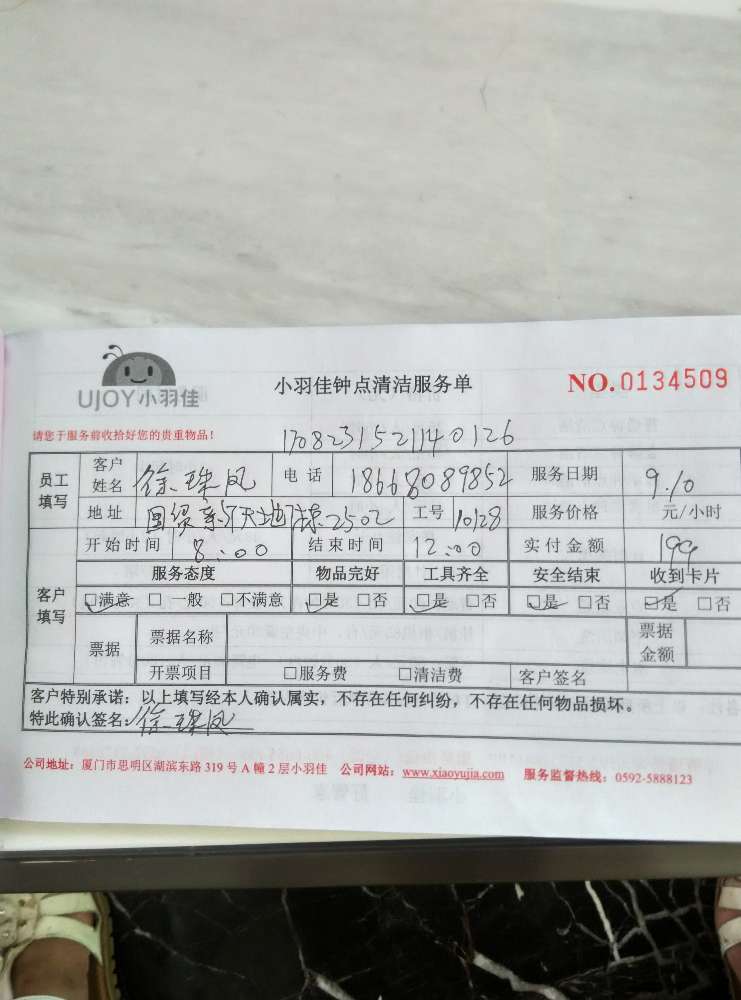 UJOY小羽佳
小羽佳钟点清洁服务单
NO.0134509
请您于服务前收拾好您的贵重物品!
1708231521140126
员工填写 客户姓名 徐珠凤 电话 18668089852 服务日期 9.10
地址 国贸 天地 栋2502 工号 10128 服务价格 元/小时
客户填写 开始时间 8:00 结束时间 12:00 实付金额 199
服务态度 物品完好 工具齐全 安全结束 收到卡片
☑满意 □一般 □不满意 ☑是 □否 ☑是 □否 ☑是 □否 ☑是 □否
票据 票据名称 票据金额
开票项目 □服务费 □清洁费 客户签名
客户特别承诺：以上填写经本人确认属实，不存在任何纠纷，不存在任何物品损坏。
特此确认签名：徐珠凤
公司地址：厦门市思明区湖滨东路319号A幢2层小羽佳 公司网站：www.xiaoyujia.com 服务监督热线：0592-5888123